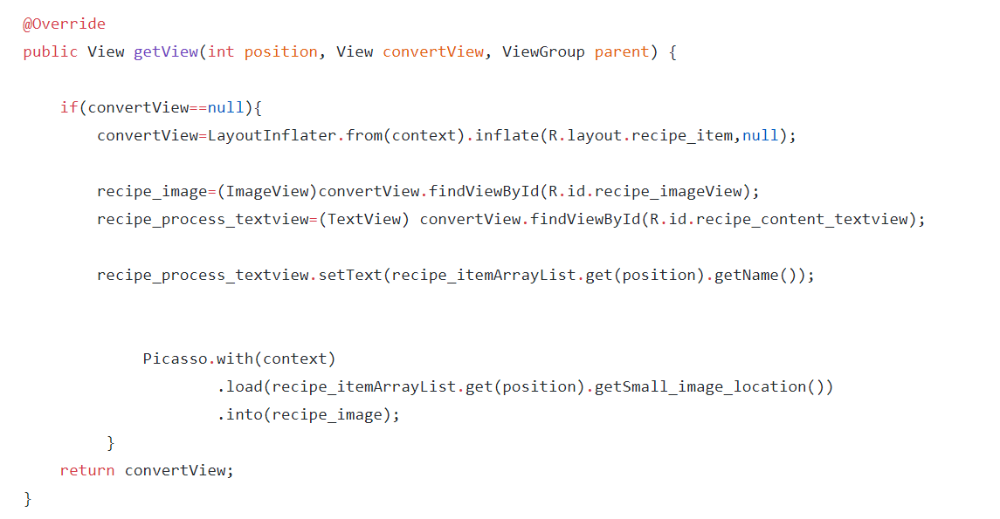 @Override
public View getView(int position, View convertView, ViewGroup parent) {
if(convertView==null){
convertView=LayoutInflater.from(context).inflate(R.layout.recipe_item,null);
recipe_image=(ImageView)convertView.findViewById(R.id.recipe_imageView);
recipe_process_textview=(TextView) convertView.findViewById(R.id.recipe_content_textview);
recipe_process_textview.setText(recipe_itemArrayList.get(position).getName());
Picasso.with(context)
.load(recipe_itemArrayList.get(position).getSmall_image_location())
.into(recipe_image);
}
return convertView;
}